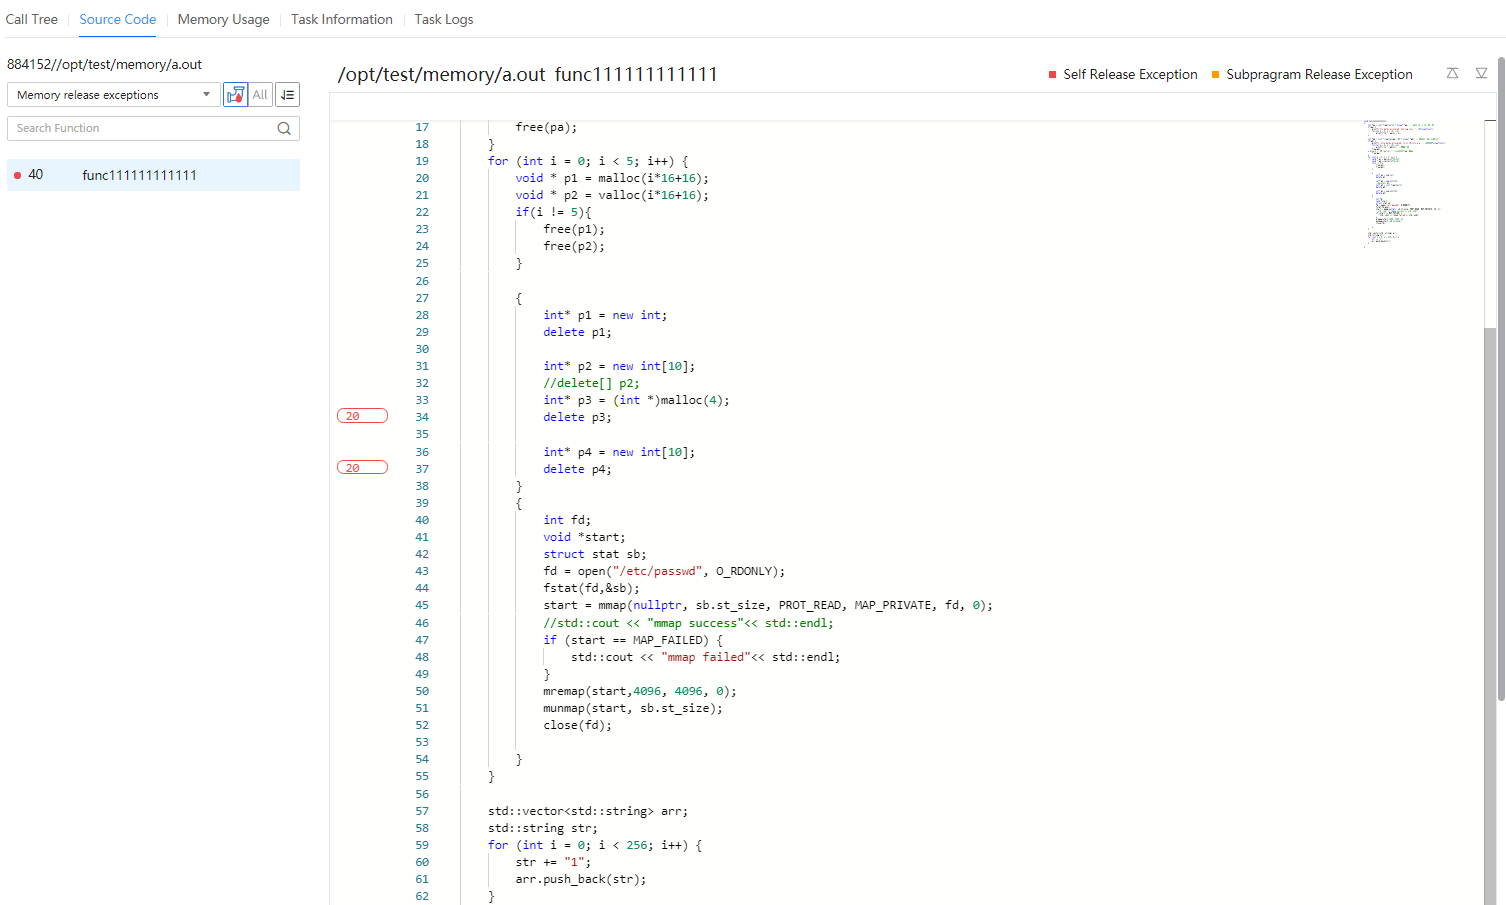 Call Tree Source Code Memory Usage Task Information Task Logs
884152//opt/test/memory/a.out
Memory release exceptions All
Search Function
40 func111111111111
/opt/test/memory/a.out func111111111111 Self Release Exception Subpragram Release Exception
17 free(pa);
18 }
19 for (int i = 0; i < 5; i++) {
20 void * p1 = malloc(i*16+16);
21 void * p2 = valloc(i*16+16);
22 if(i != 5){
23 free(p1);
24 free(p2);
25 }
26
27 {
28 int* p1 = new int;
29 delete p1;
30
31 int* p2 = new int[10];
32 //delete[] p2;
33 int* p3 = (int *)malloc(4);
20 34 delete p3;
35
36 int* p4 = new int[10];
20 37 delete p4;
38 }
39 {
40 int fd;
41 void *start;
42 struct stat sb;
43 fd = open("/etc/passwd", O_RDONLY);
44 fstat(fd,&sb);
45 start = mmap(nullptr, sb.st_size, PROT_READ, MAP_PRIVATE, fd, 0);
46 //std::cout << "mmap success"<< std::endl;
47 if (start == MAP_FAILED) {
48 std::cout << "mmap failed"<< std::endl;
49 }
50 mremap(start,4096, 4096, 0);
51 munmap(start, sb.st_size);
52 close(fd);
53
54 }
55 }
56
57 std::vector<std::string> arr;
58 std::string str;
59 for (int i = 0; i < 256; i++) {
60 str += "1";
61 arr.push_back(str);
62 }